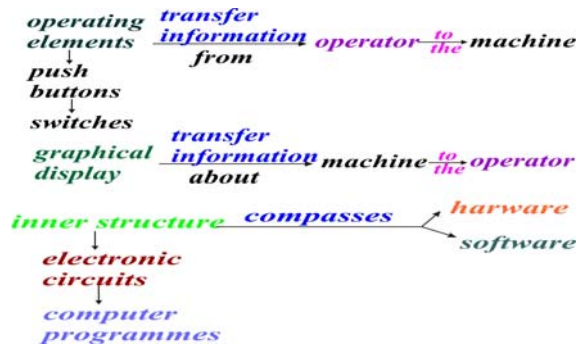 operating elements transfer information from operator to the machine
push buttons
switches
graphical display transfer information about machine to the operator
inner structure compasses harware
software
electronic circuits
computer programmes